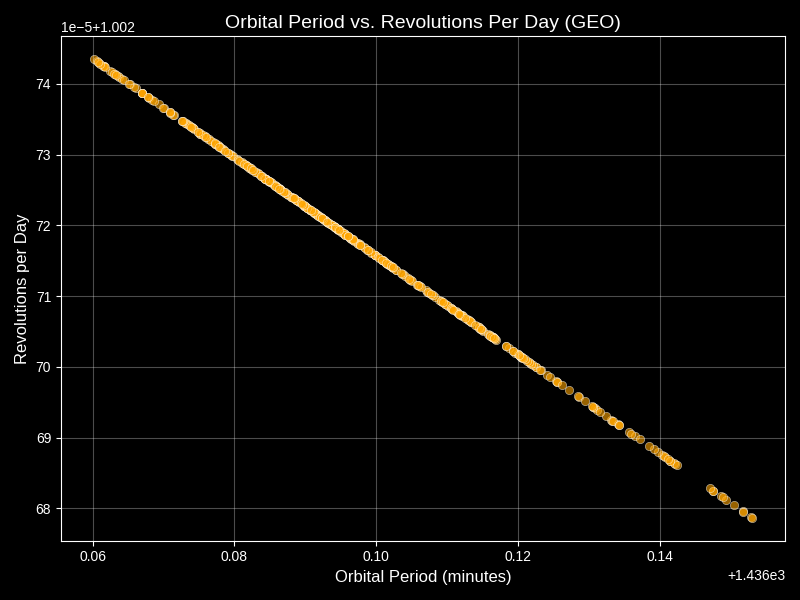 Orbital Period vs. Revolutions Per Day (GEO)
1e−5+1.002
74
73
72
71
70
69
68
Revolutions per Day
0.06 0.08 0.10 0.12 0.14
+1.436e3
Orbital Period (minutes)